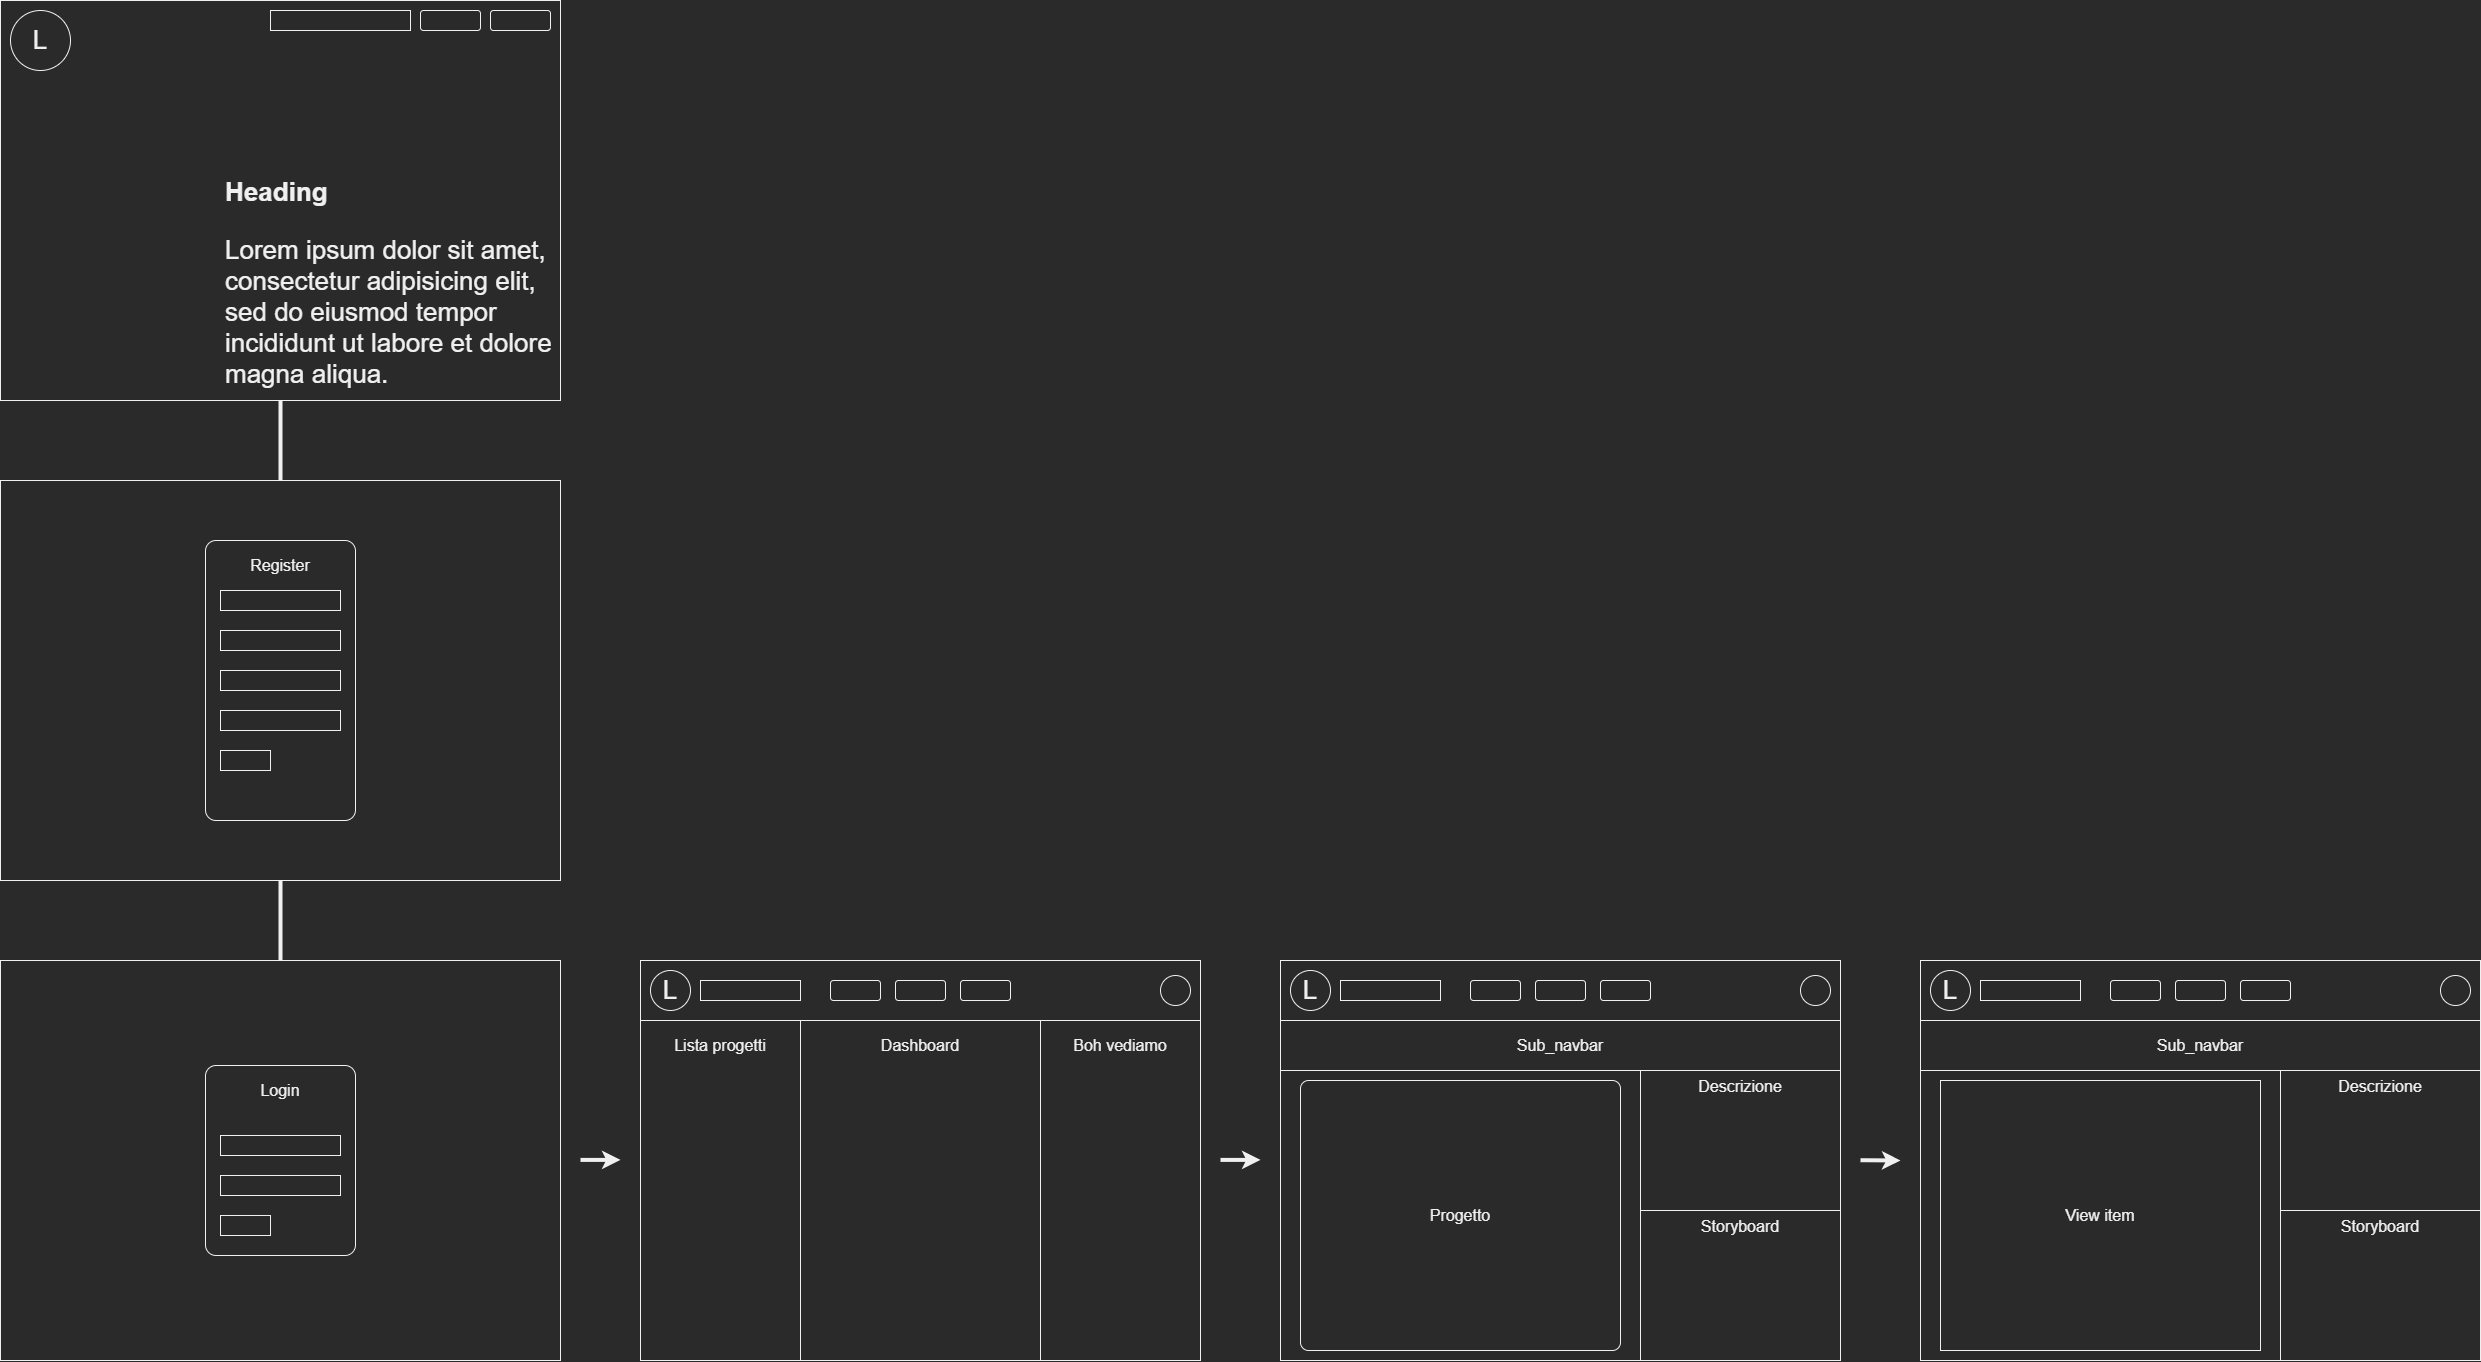 L
Heading
Lorem ipsum dolor sit amet,
consectetur adipisicing elit,
sed do eiusmod tempor
incididunt ut labore et dolore
magna aliqua.
Register
Login
L
Lista progetti
Dashboard
Boh vediamo
L
Sub_navbar
Progetto
Descrizione
Storyboard
L
Sub_navbar
View item
Descrizione
Storyboard